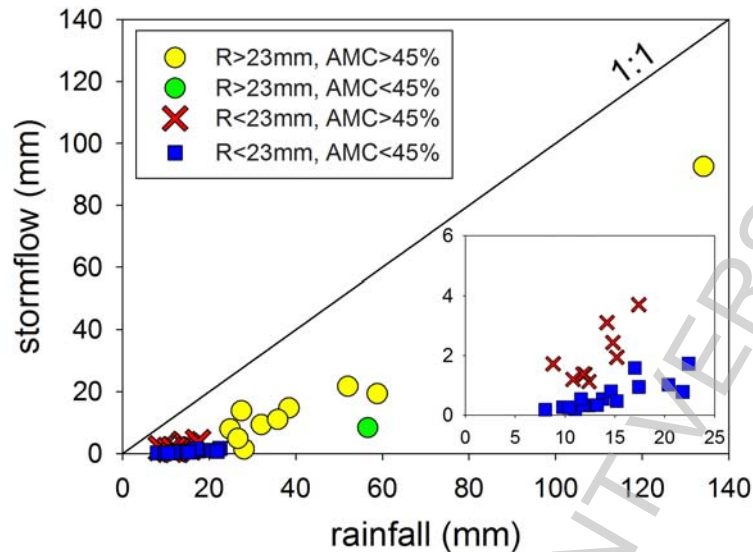 140
120
100
80
60
40
20
0
stormflow (mm)
R>23mm, AMC>45%
R>23mm, AMC<45%
R<23mm, AMC>45%
R<23mm, AMC<45%
1:1
6
4
2
0
0 5 10 15 20 25
0 20 40 60 80 100 120 140
rainfall (mm)